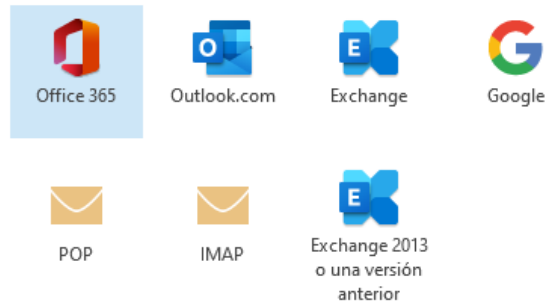 Office 365
Outlook.com
Exchange
Google
POP
IMAP
Exchange 2013
o una versión
anterior